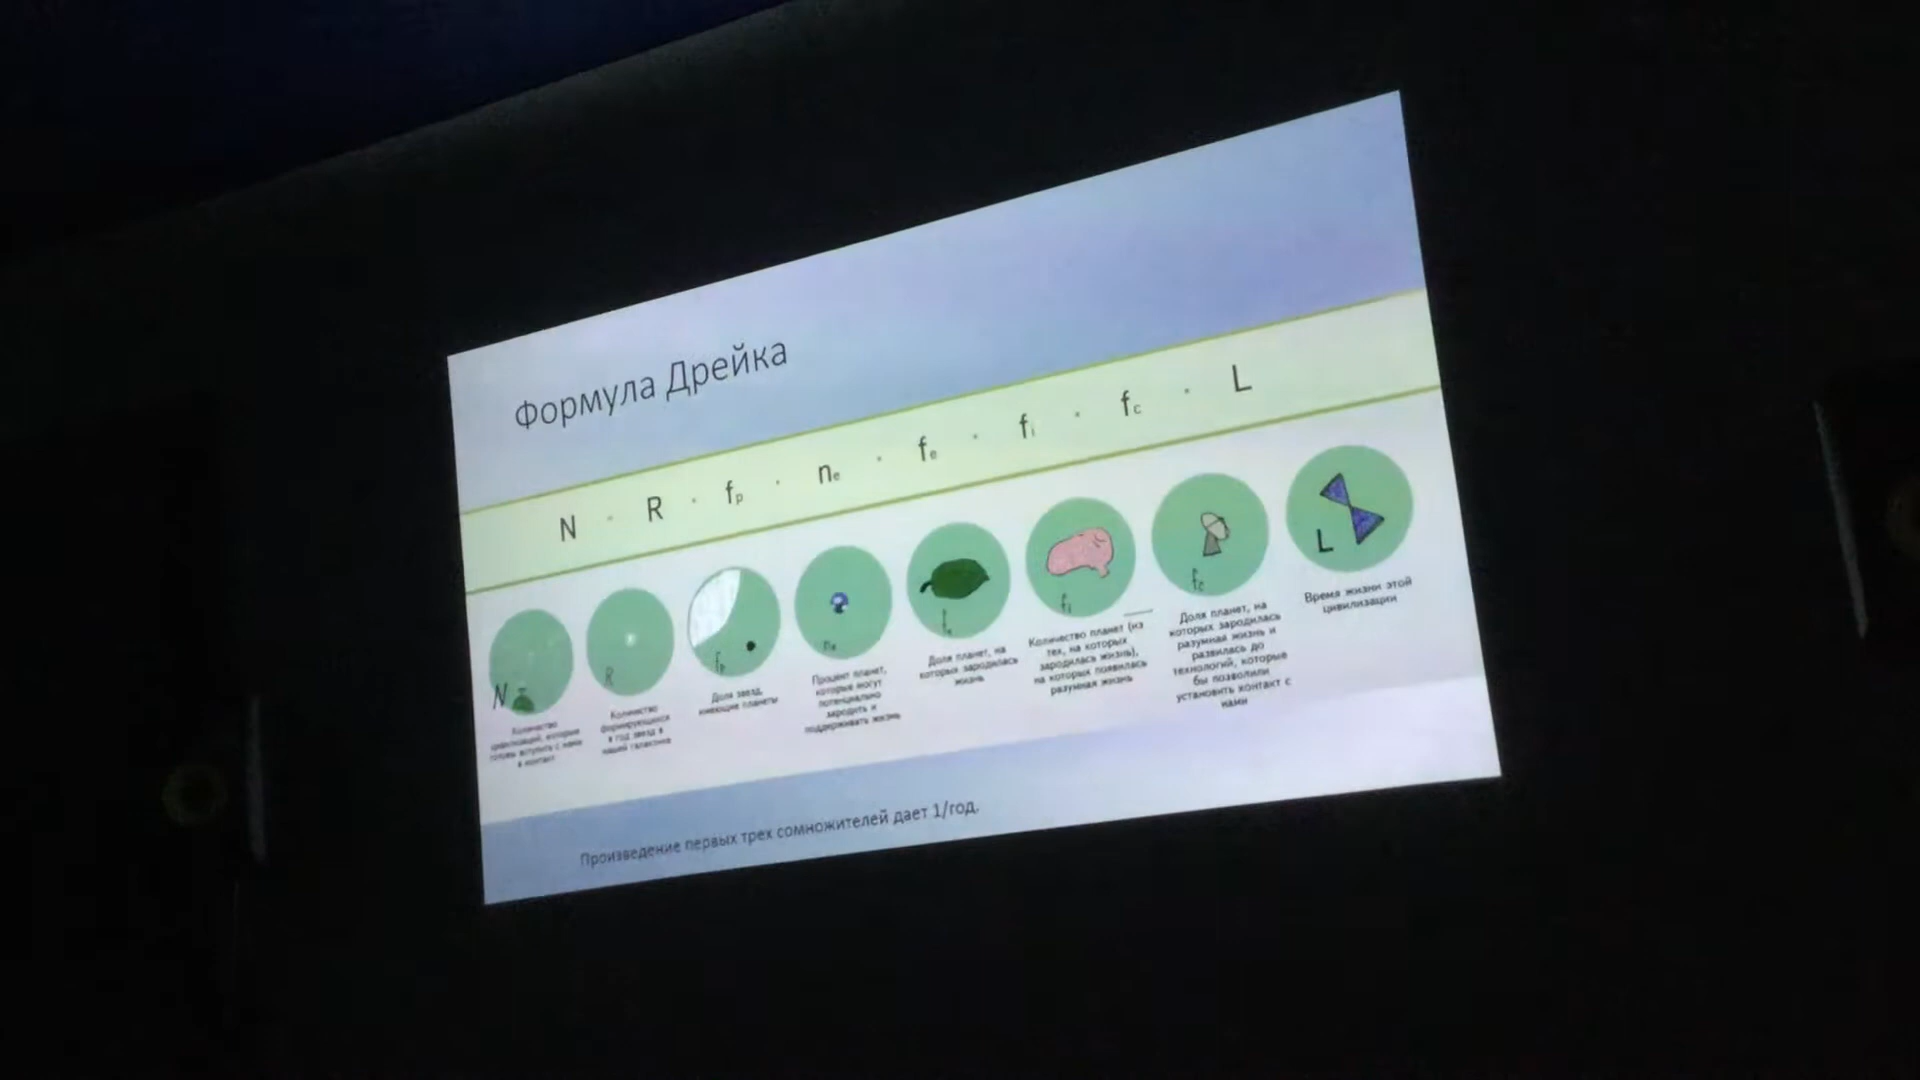 Формула Дрейка
N · R · fp · ne · fe · fi · fc · L
N
Количество
цивилизаций, которые
готовы вступить с нами
в контакт
R
Количество
формирующихся
в год звезд в
нашей галактике
fp
Доля звезд,
имеющие планеты
ne
Процент планет,
которые могут
потенциально
зародить и
поддерживать жизнь
Доля планет, на
которых зародилась
жизнь
fi
Количество планет (из
тех, на которых
зародилась жизнь),
на которых появилась
разумная жизнь
fc
Доля планет, на
которых зародилась
разумная жизнь и
развилась до
технологий, которые
бы позволили
установить контакт с
нами
L
Время жизни этой
цивилизации
Произведение первых трех сомножителей дает 1/год.